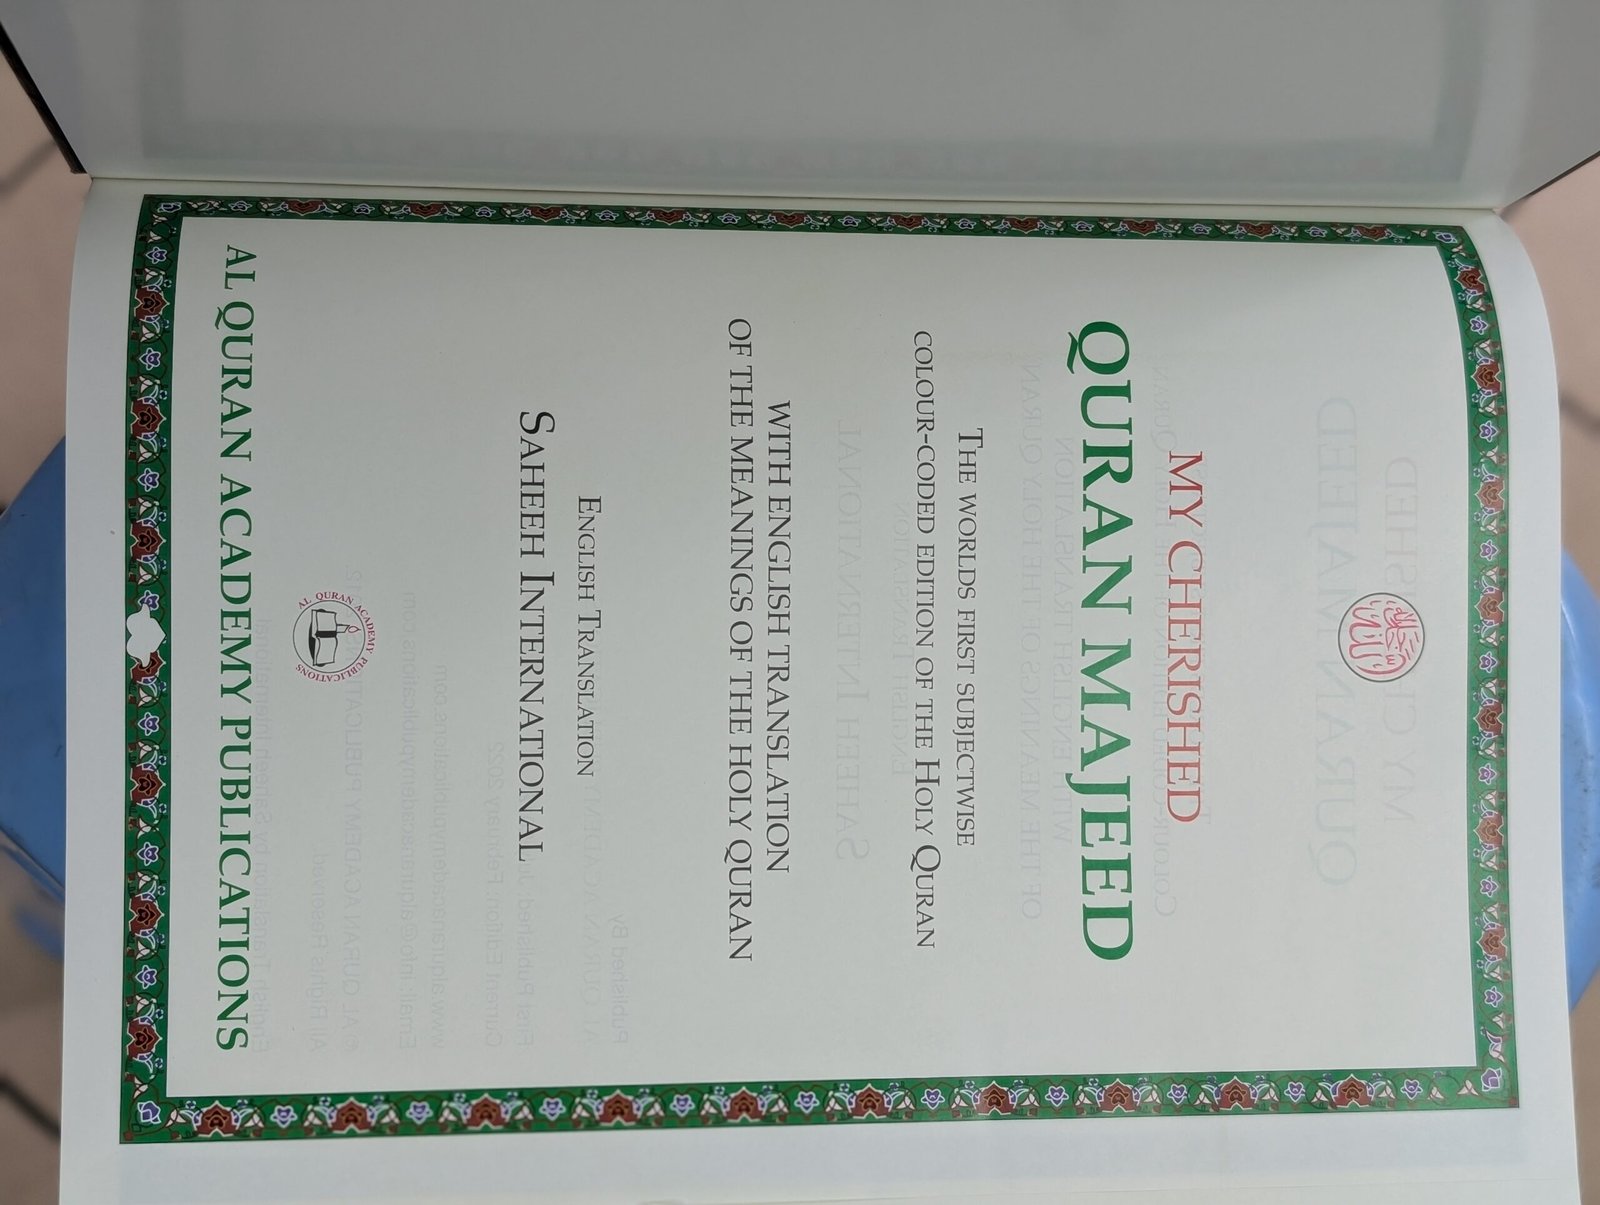 MY CHERISHED
QURAN MAJEED
THE WORLDS FIRST SUBJECTWISE
COLOUR-CODED EDITION OF THE HOLY QURAN
WITH ENGLISH TRANSLATION
OF THE MEANINGS OF THE HOLY QURAN
ENGLISH TRANSLATION
SAHEEH INTERNATIONAL
AL QURAN ACADEMY PUBLICATIONS
AL QURAN ACADEMY PUBLICATIONS